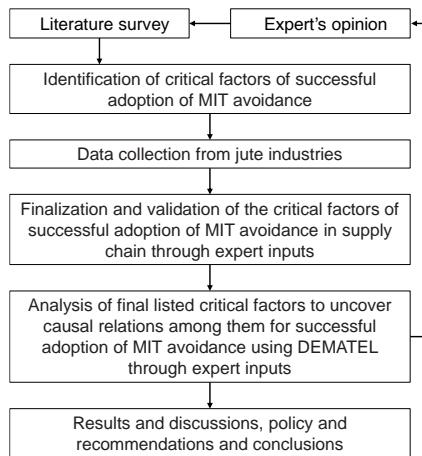 Literature survey
Expert's opinion
Identification of critical factors of successful
adoption of MIT avoidance
Data collection from jute industries
Finalization and validation of the critical factors of
successful adoption of MIT avoidance in supply
chain through expert inputs
Analysis of final listed critical factors to uncover
causal relations among them for successful
adoption of MIT avoidance using DEMATEL
through expert inputs
Results and discussions, policy and
recommendations and conclusions